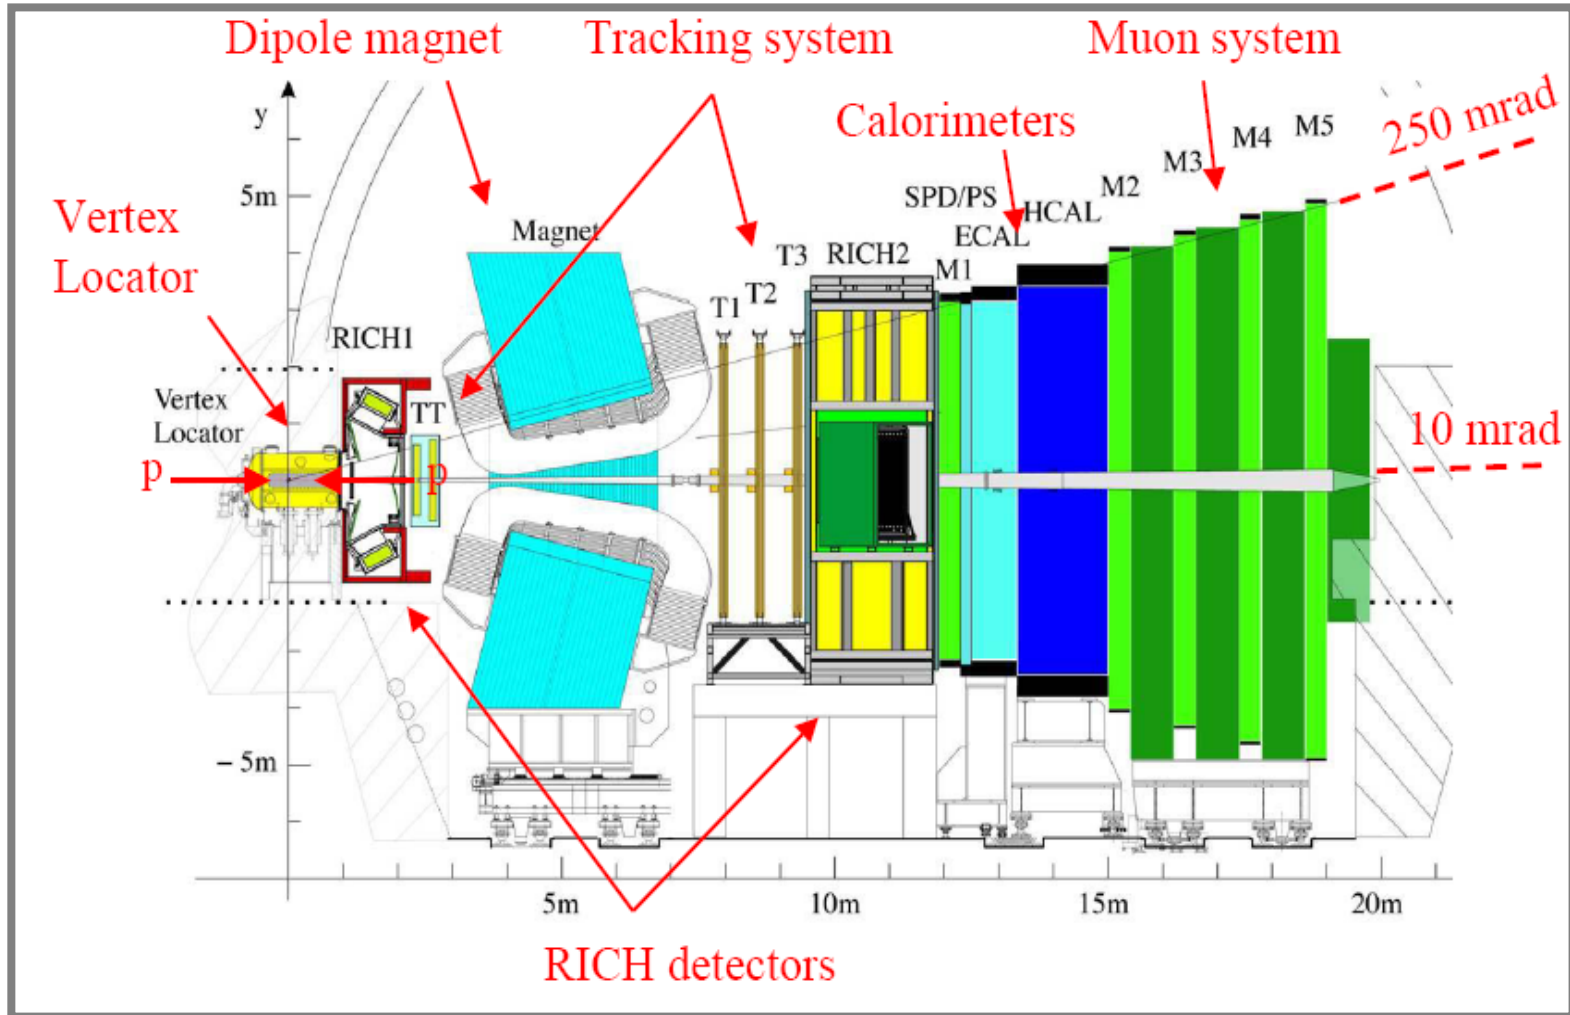 Dipole magnet
Tracking system
Muon system
Calorimeters
250 mrad
y
M5
M4
M3
M2
5m
SPD/PS
HCAL
ECAL
Vertex
Locator
Magnet
T3
RICH2
M1
T2
T1
RICH1
Vertex
Locator
TT
10 mrad
p
p
- 5m
5m
10m
15m
20m
RICH detectors